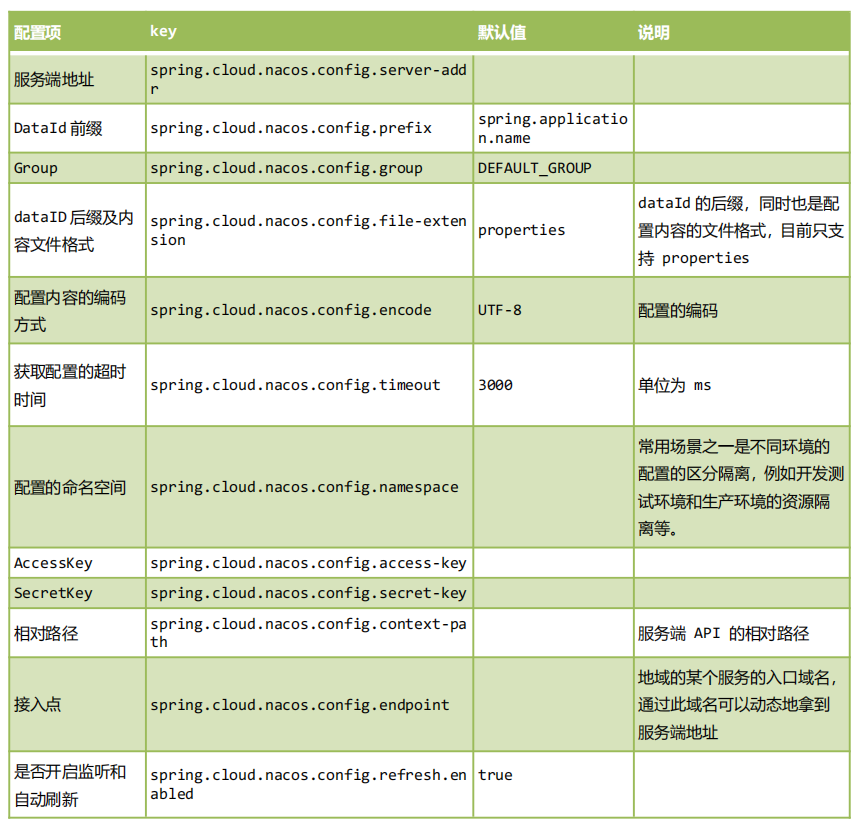 配置项 key 默认值 说明
服务端地址 spring.cloud.nacos.config.server-add
r
DataId 前缀 spring.cloud.nacos.config.prefix spring.applicatio
n.name
Group spring.cloud.nacos.config.group DEFAULT_GROUP
dataID 后缀及内
容文件格式
spring.cloud.nacos.config.file-exten
sion
properties
dataId 的后缀，同时也是配
置内容的文件格式，目前只支
持 properties
配置内容的编码
方式
spring.cloud.nacos.config.encode UTF-8 配置的编码
获取配置的超时
时间
spring.cloud.nacos.config.timeout 3000 单位为 ms
配置的命名空间 spring.cloud.nacos.config.namespace
常用场景之一是不同环境的
配置的区分隔离，例如开发测
试环境和生产环境的资源隔
离等。
AccessKey spring.cloud.nacos.config.access-key
SecretKey spring.cloud.nacos.config.secret-key
相对路径 spring.cloud.nacos.config.context-pa
th
服务端 API 的相对路径
接入点 spring.cloud.nacos.config.endpoint
地域的某个服务的入口域名，
通过此域名可以动态地拿到
服务端地址
是否开启监听和
自动刷新
spring.cloud.nacos.config.refresh.en
abled
true